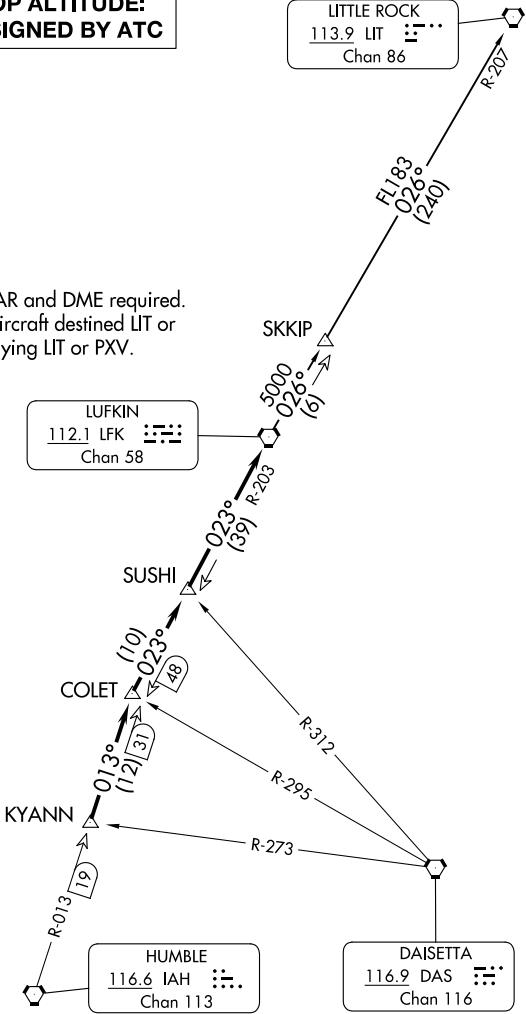 OP ALTITUDE:
SIGNED BY ATC
LITTLE ROCK
113.9 LIT
Chan 86
R-207
FL183
026°
(240)
AR and DME required.
ircraft destined LIT or
ying LIT or PXV.
SKKIP
5000
026°
(6)
LUFKIN
112.1 LFK
Chan 58
R-203
023°
(39)
SUSHI
(10)
023°
48
COLET
R-312
013°
(12)
31
R-295
KYANN
R-273
R-013
19
HUMBLE
116.6 IAH
Chan 113
DAISETTA
116.9 DAS
Chan 116